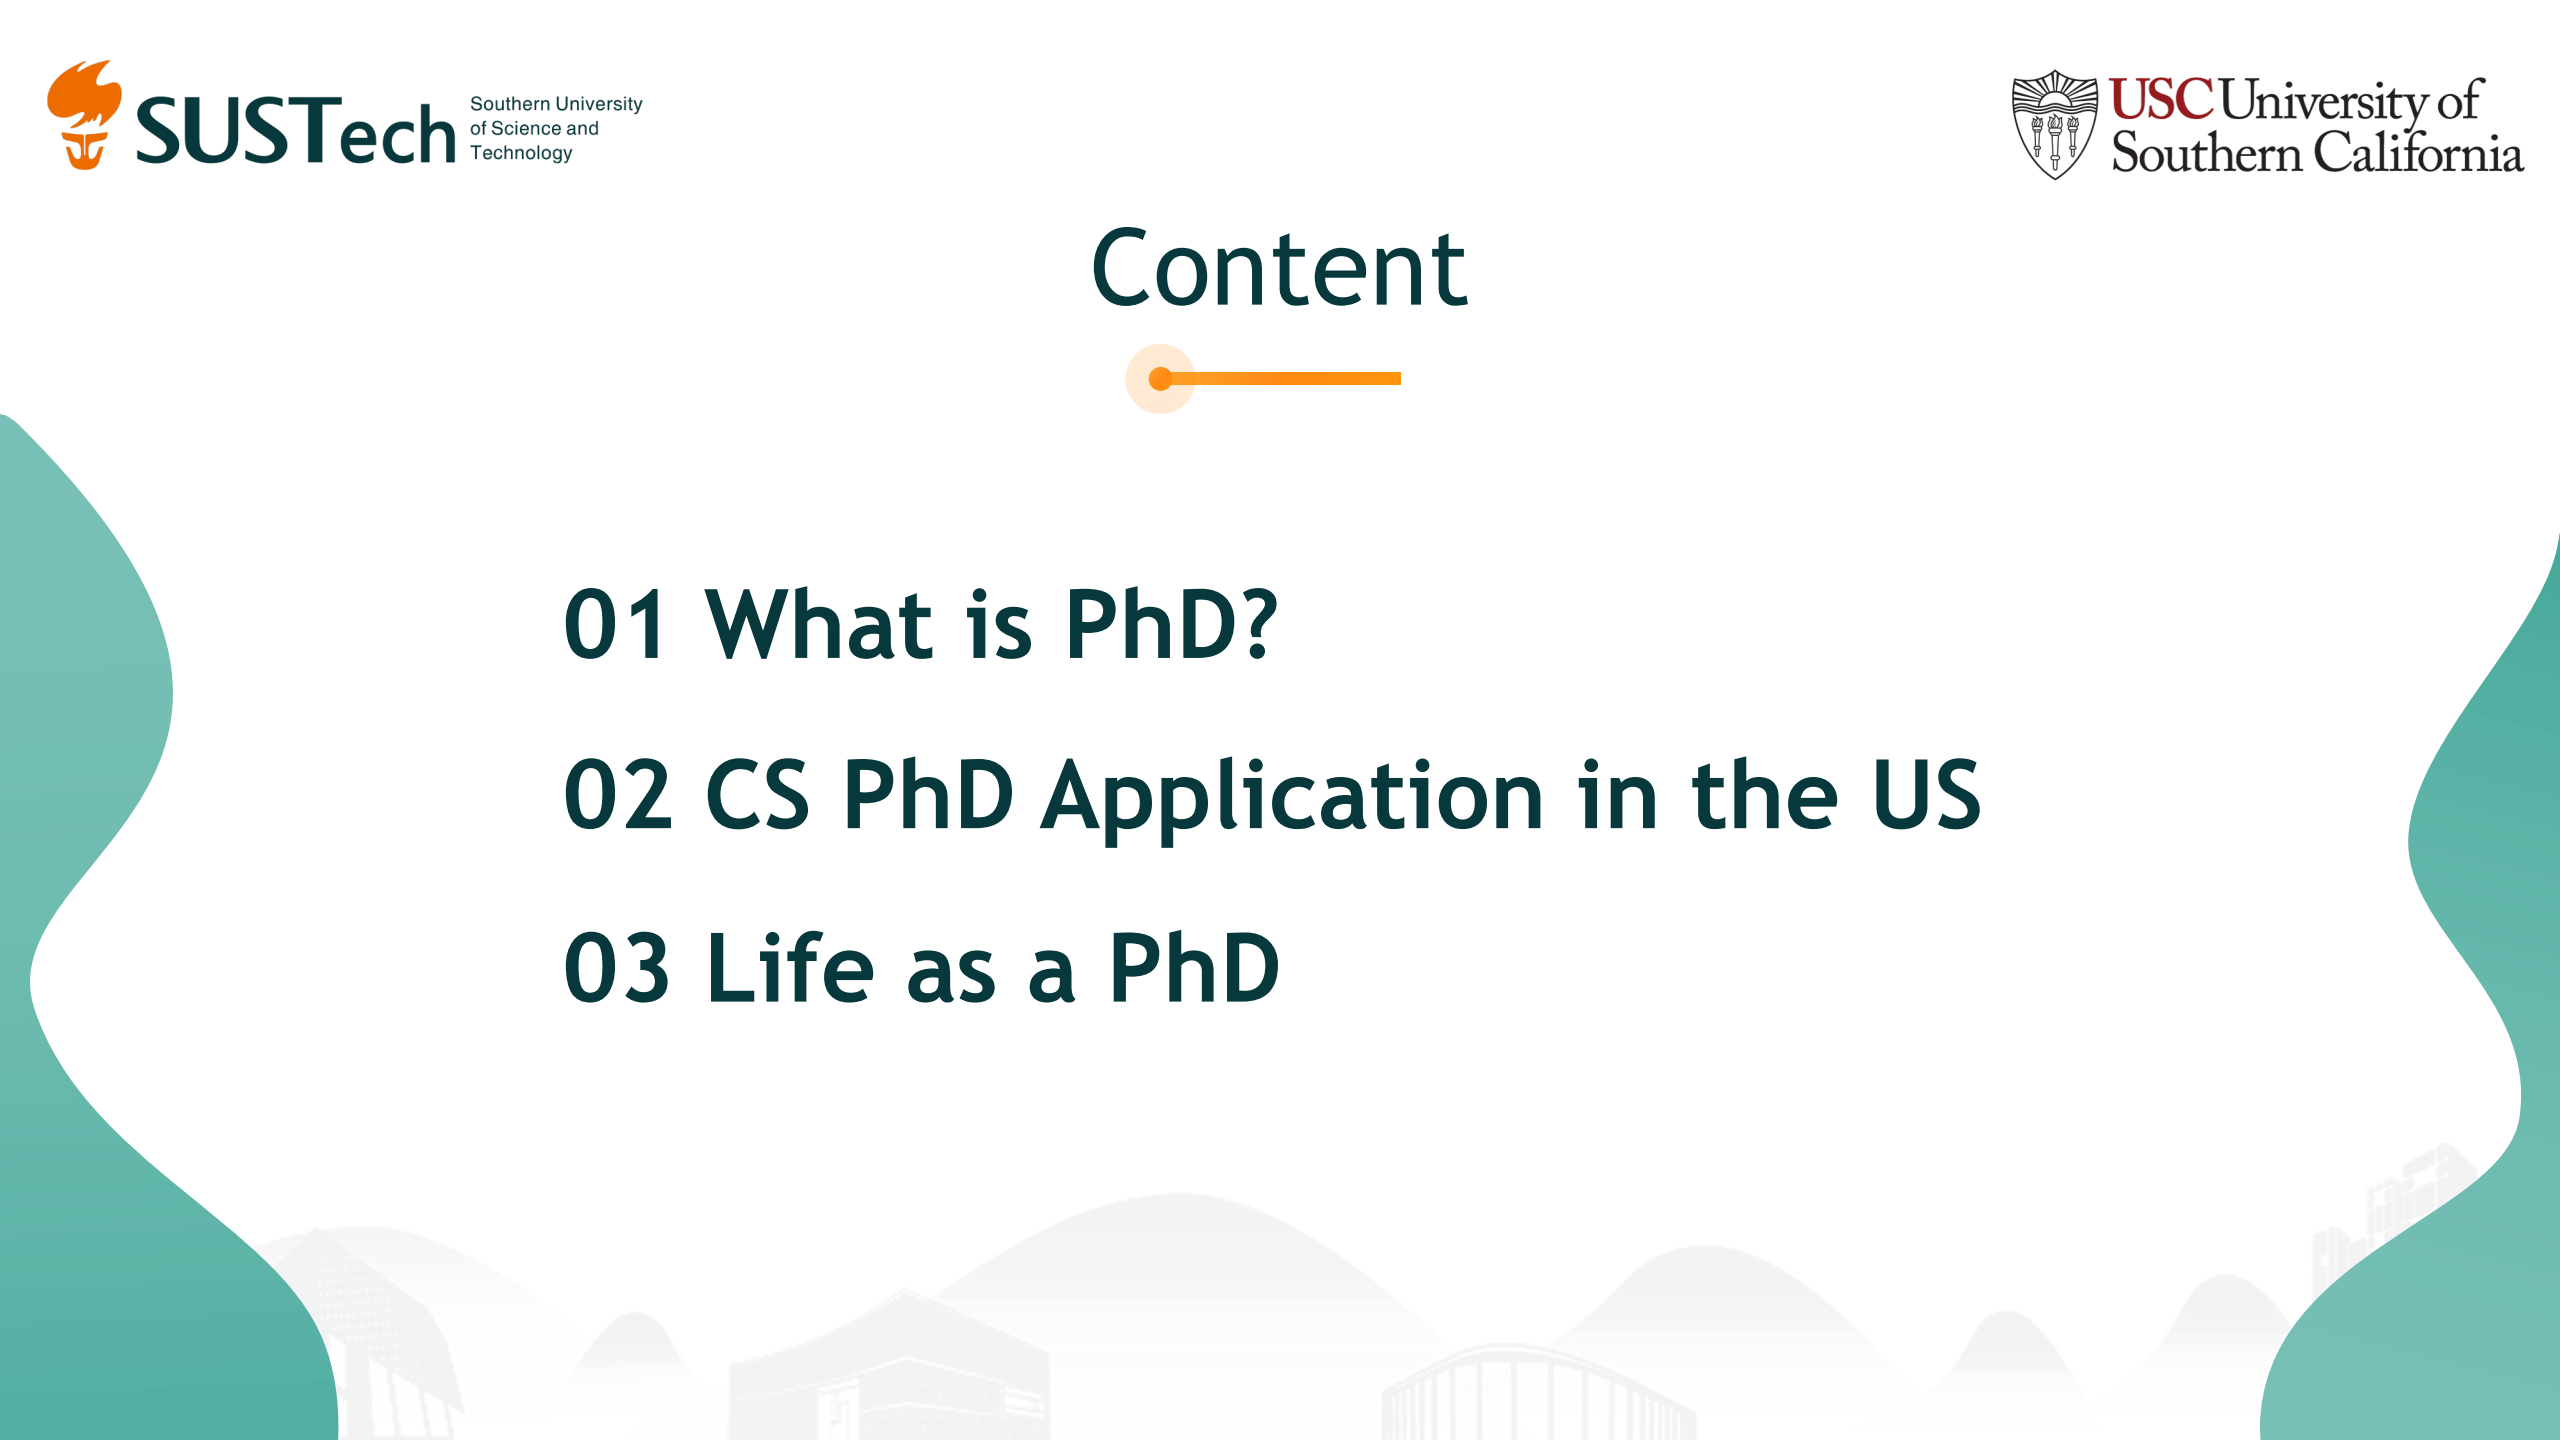 SUSTech
Southern University
of Science and
Technology
USC University of
Southern California
Content
01 What is PhD?
02 CS PhD Application in the US
03 Life as a PhD